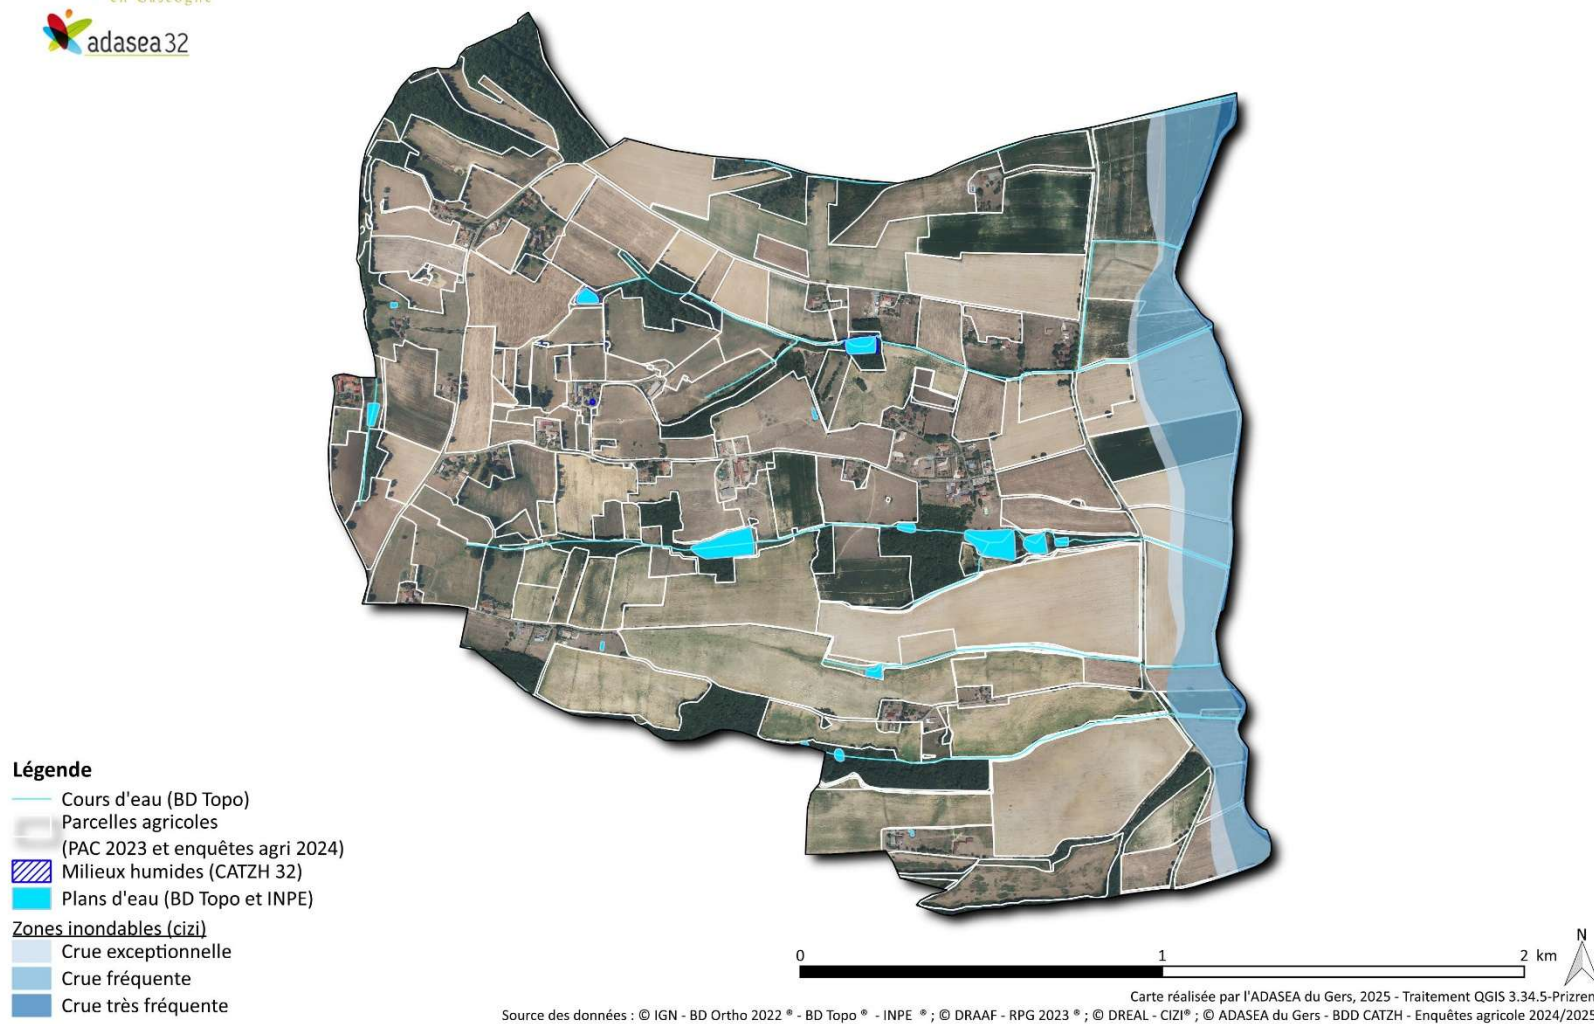 en Gascogne
adasea32
Légende
Cours d'eau (BD Topo)
Parcelles agricoles
(PAC 2023 et enquêtes agri 2024)
Milieux humides (CATZH 32)
Plans d'eau (BD Topo et INPE)
Zones inondables (cizi)
Crue exceptionnelle
Crue fréquente
Crue très fréquente
0 1 2 km
N
Carte réalisée par l'ADASEA du Gers, 2025 - Traitement QGIS 3.34.5-Prizren
Source des données : © IGN - BD Ortho 2022 ® - BD Topo ® - INPE ® ; © DRAAF - RPG 2023 ® ; © DREAL - CIZI® ; © ADASEA du Gers - BDD CATZH - Enquêtes agricole 2024/2025